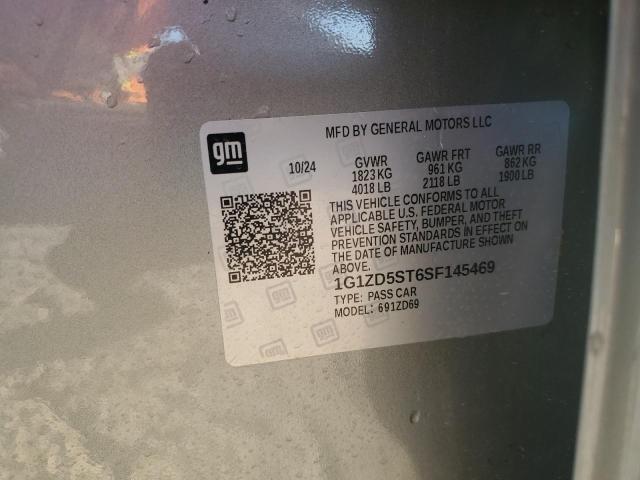 MFD BY GENERAL MOTORS LLC
gm
10/24
GVWR GAWR FRT GAWR RR
1823 KG 961 KG 862 KG
4018 LB 2118 LB 1900 LB
THIS VEHICLE CONFORMS TO ALL
APPLICABLE U.S. FEDERAL MOTOR
VEHICLE SAFETY, BUMPER, AND THEFT
PREVENTION STANDARDS IN EFFECT ON
THE DATE OF MANUFACTURE SHOWN
ABOVE.
1G1ZD5ST6SF145469
TYPE: PASS CAR
MODEL: 691ZD69